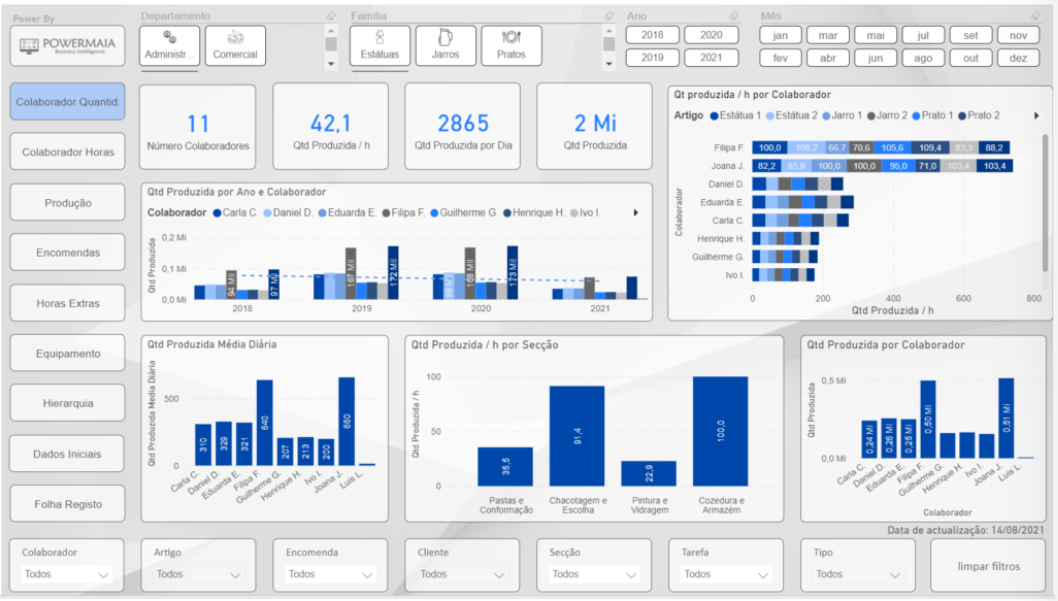 Power By
POWERMAIA
Business Intelligence
Departamento
Administr...
Comercial
Família
Estátuas
Jarros
Pratos
Ano
2018
2020
2019
2021
Mês
jan
mar
mai
jul
set
nov
fev
abr
jun
ago
out
dez
Colaborador Quantid.
Colaborador Horas
Produção
Encomendas
Horas Extras
Equipamento
Hierarquia
Dados Iniciais
Folha Registo
11
Número Colaboradores
42,1
Qtd Produzida / h
2865
Qtd Produzida por Dia
2 Mi
Qtd Produzida
Qt produzida / h por Colaborador
Artigo Estátua 1 Estátua 2 Jarro 1 Jarro 2 Prato 1 Prato 2
Colaborador
Filipa F. 100,0 108,2 66,7 70,6 105,6 109,4 83,3 88,2
Joana J. 82,2 85,8 100,0 100,0 95,0 71,0 103,4 103,4
Daniel D.
Eduarda E.
Carla C.
Henrique H.
Guilherme G.
Ivo I.
0 200 400 600 800
Qtd Produzida / h
Qtd Produzida por Ano e Colaborador
Colaborador Carla C. Daniel D. Eduarda E. Filipa F. Guilherme G. Henrique H. Ivo I.
Qtd Produzida
0,2 Mi
0,1 Mi
0,0 Mi
94 Mil
97 Mil
167 Mil
172 Mil
168 Mil
173 Mil
2018 2019 2020 2021
Qtd Produzida Média Diária
Qtd Produzida Média Diária
500
0
310 329 321 640 207 213 200 660
Carla C. Daniel D. Eduarda E. Filipa F. Guilherme G. Henrique H. Ivo I. Joana J. Luis L.
Qtd Produzida / h por Secção
Qtd Produzida / h
100
50
0
35,5 91,4 22,9 100,0
Pastas e Conformação
Chacotagem e Escolha
Pintura e Vidragem
Cozedura e Armazém
Qtd Produzida por Colaborador
Qtd Produzida
0,5 Mi
0,0 Mi
0,24 Mi 0,26 Mi 0,25 Mi 0,50 Mi 0,51 Mi
Carla C. Daniel D. Eduarda E. Filipa F. Guilherme G. Henrique H. Ivo I. Joana J. Luis L.
Colaborador
Data de actualização: 14/08/2021
Colaborador
Todos
Artigo
Todos
Encomenda
Todos
Cliente
Todos
Secção
Todos
Tarefa
Todos
Tipo
Todos
limpar filtros